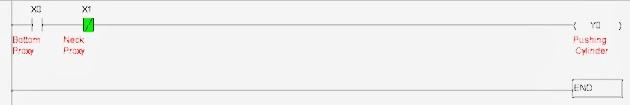 X0 X1
Y0
Bottom Neck Pushing
Proxy Proxy Cylinder
END